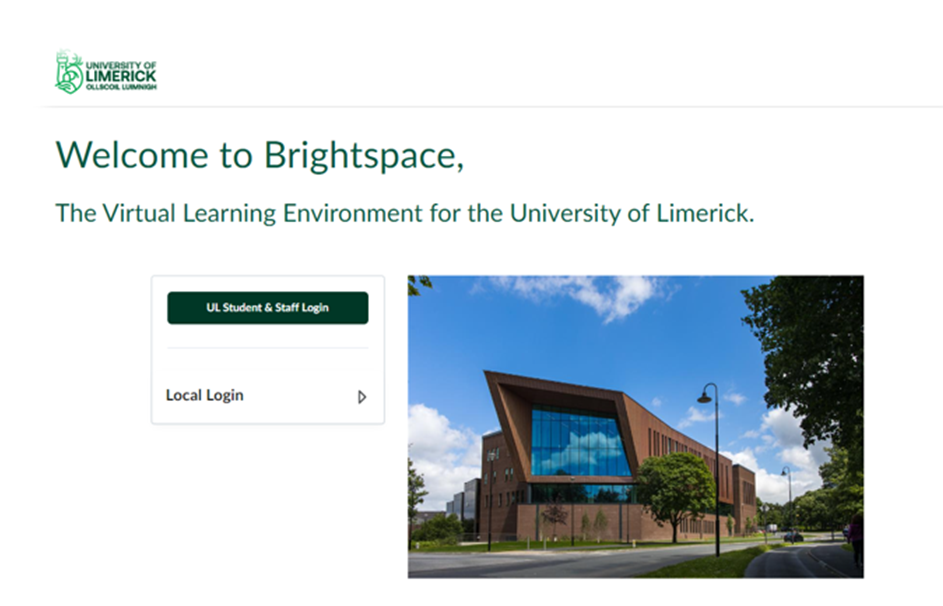 UNIVERSITY OF
LIMERICK
OLLSCOIL LUIMNIGH
Welcome to Brightspace,
The Virtual Learning Environment for the University of Limerick.
UL Student & Staff Login
Local Login